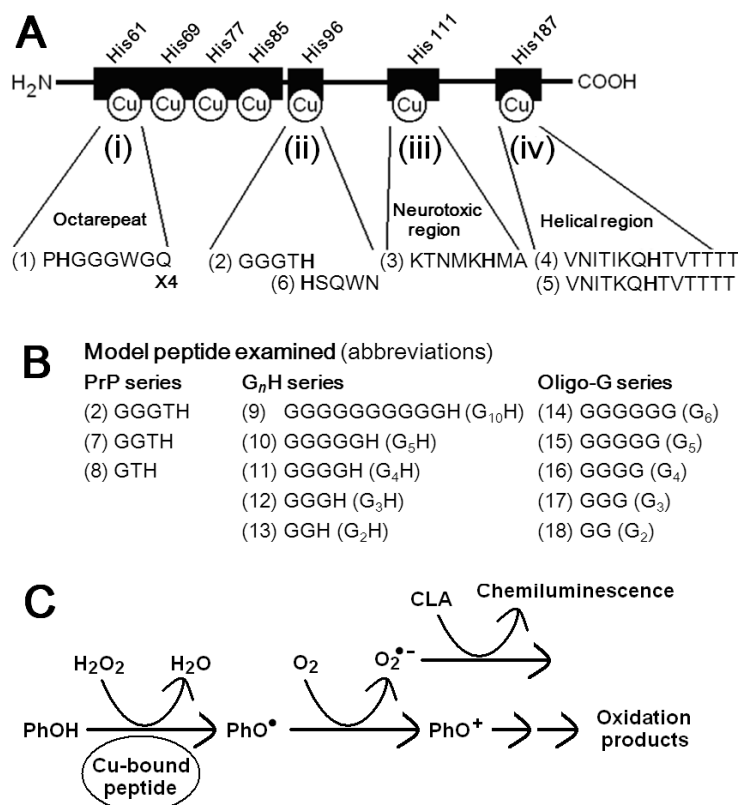 A
His61 His69 His77 His85 His96 His 111 His187
H₂N COOH
Cu Cu Cu Cu Cu Cu Cu
(i) (ii) (iii) (iv)
Octarepeat Neurotoxic region Helical region
(1) PHGGGWGQ (2) GGGTH (3) KTNMKHMA (4) VNITIKQHTVTTTT
X4 (6) HSQWN (5) VNITKQHTVTTTT
B Model peptide examined (abbreviations)
PrP series GnH series Oligo-G series
(2) GGGTH (9) GGGGGGGGGGH (G₁₀H) (14) GGGGGG (G₆)
(7) GGTH (10) GGGGGH (G₅H) (15) GGGGG (G₅)
(8) GTH (11) GGGGH (G₄H) (16) GGGG (G₄)
(12) GGGH (G₃H) (17) GGG (G₃)
(13) GGH (G₂H) (18) GG (G₂)
C
CLA Chemiluminescence
H₂O₂ H₂O O₂ O₂•−
PhOH PhO• PhO⁺ Oxidation products
Cu-bound
peptide